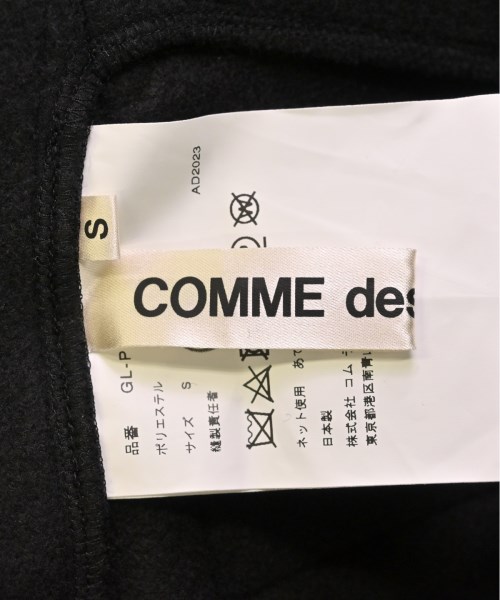 S
COMME des
AD2023
品番 GL-P
ポリエステル
サイズ S
縫製責任者
ネット使用 あて
日本製
株式会社 コム
東京都港区南青